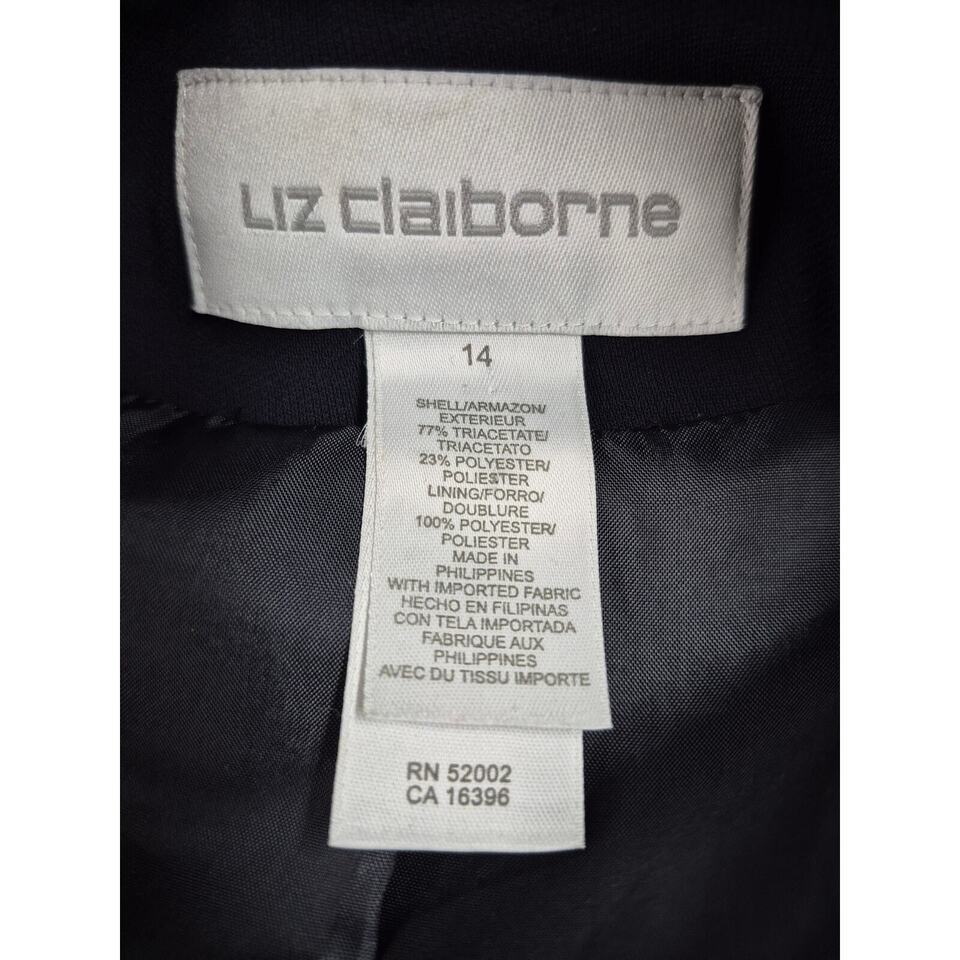 LIZ claiborne
14
SHELL/ARMAZON/
EXTERIEUR
77% TRIACETATE/
TRIACETATO
23% POLYESTER/
POLIESTER
LINING/FORRO/
DOUBLURE
100% POLYESTER/
POLIESTER
MADE IN
PHILIPPINES
WITH IMPORTED FABRIC
HECHO EN FILIPINAS
CON TELA IMPORTADA
FABRIQUE AUX
PHILIPPINES
AVEC DU TISSU IMPORTE
RN 52002
CA 16396